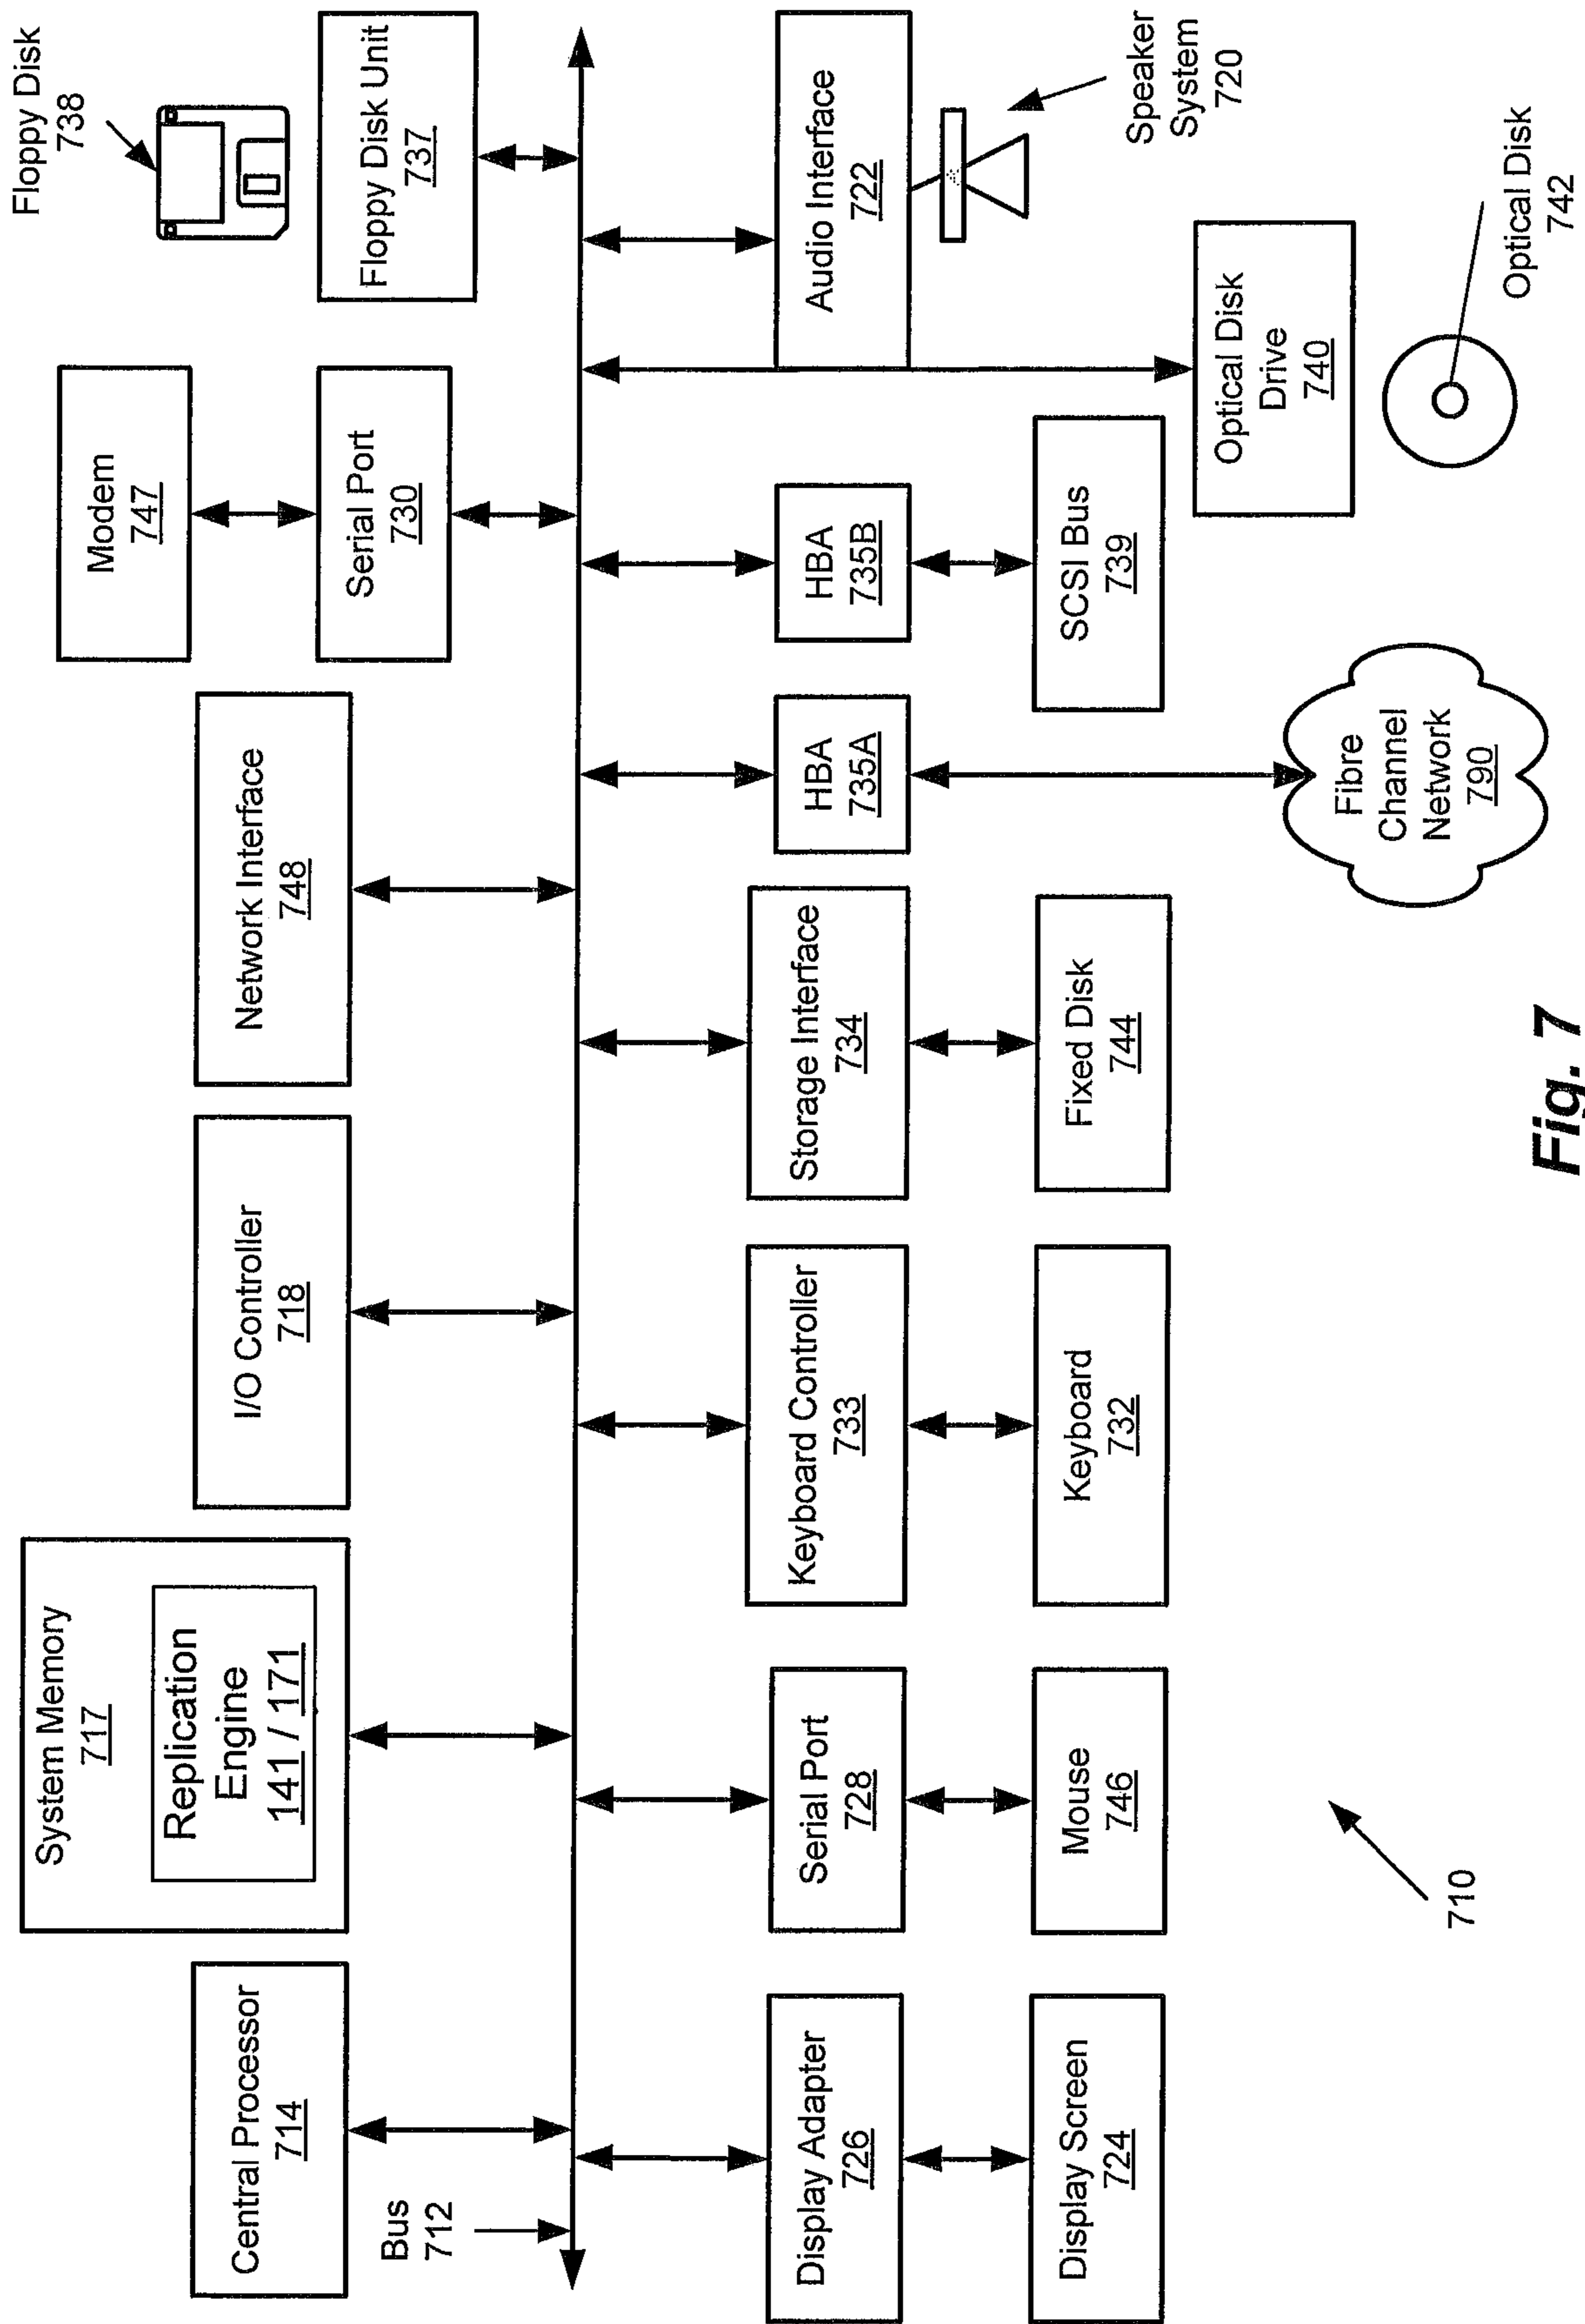 Central Processor
714
System Memory
717
Replication
Engine
141 / 171
I/O Controller
718
Network Interface
748
Modem
747
Serial Port
730
Floppy Disk
738
Floppy Disk Unit
737
Bus
712
Display Adapter
726
Display Screen
724
Serial Port
728
Mouse
746
Keyboard Controller
733
Keyboard
732
Storage Interface
734
Fixed Disk
744
HBA
735A
Fibre
Channel
Network
790
HBA
735B
SCSI Bus
739
Audio Interface
722
Speaker
System
720
Optical Disk
Drive
740
Optical Disk
742
710
Fig. 7